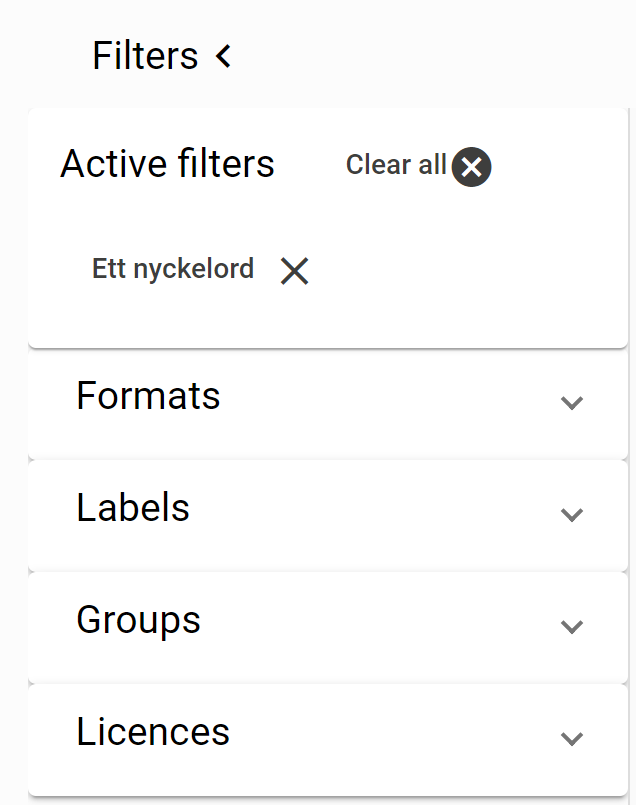 Filters
Active filters
Clear all
Ett nyckelord
Formats
Labels
Groups
Licences